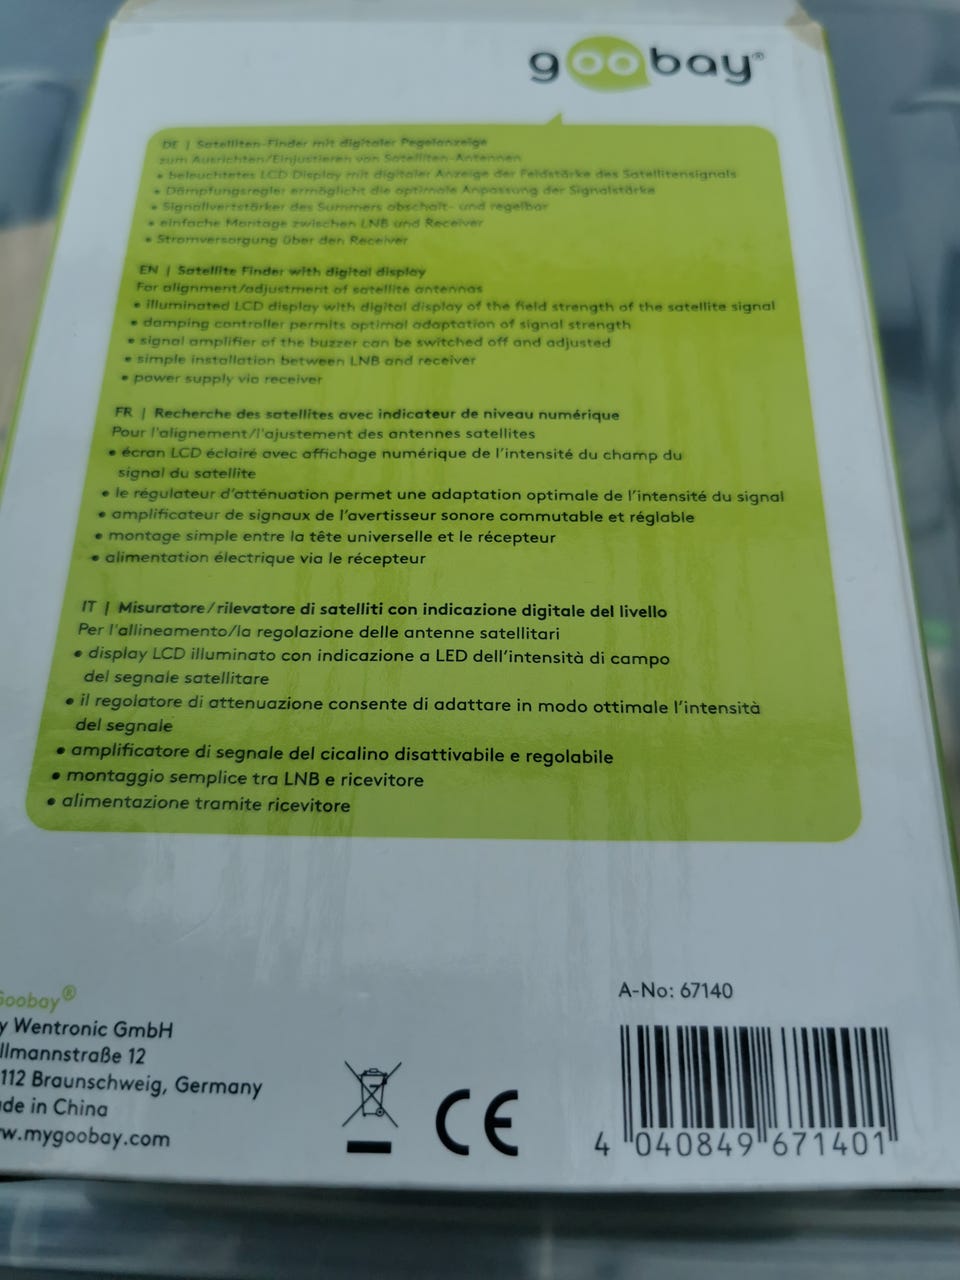 goobay®
DE | Satelliten-Finder mit digitaler Pegelanzeige
zum Ausrichten/Einjustieren von Satelliten-Antennen
• beleuchtetes LCD Display mit digitaler Anzeige der Feldstärke des Satellitensignals
• Dämpfungsregler ermöglicht die optimale Anpassung der Signalstärke
• Signallvertstärker des Summers abschalt- und regelbar
• einfache Montage zwischen LNB und Receiver
• Stromversorgung über den Receiver
EN | Satellite Finder with digital display
For alignment/adjustment of satellite antennas
• illuminated LCD display with digital display of the field strength of the satellite signal
• damping controller permits optimal adaptation of signal strength
• signal amplifier of the buzzer can be switched off and adjusted
• simple installation between LNB and receiver
• power supply via receiver
FR | Recherche des satellites avec indicateur de niveau numérique
Pour l'alignement/l'ajustement des antennes satellites
• écran LCD éclairé avec affichage numérique de l'intensité du champ du
signal du satellite
• le régulateur d'atténuation permet une adaptation optimale de l'intensité du signal
• amplificateur de signaux de l'avertisseur sonore commutable et réglable
• montage simple entre la tête universelle et le récepteur
• alimentation électrique via le récepteur
IT | Misuratore/rilevatore di satelliti con indicazione digitale del livello
Per l'allineamento/la regolazione delle antenne satellitari
• display LCD illuminato con indicazione a LED dell'intensità di campo
del segnale satellitare
• il regolatore di attenuazione consente di adattare in modo ottimale l'intensità
del segnale
• amplificatore di segnale del cicalino disattivabile e regolabile
• montaggio semplice tra LNB e ricevitore
• alimentazione tramite ricevitore
Goobay®
y Wentronic GmbH
llmannstraße 12
112 Braunschweig, Germany
de in China
w.mygoobay.com
CE
A-No: 67140
4 040849 671401